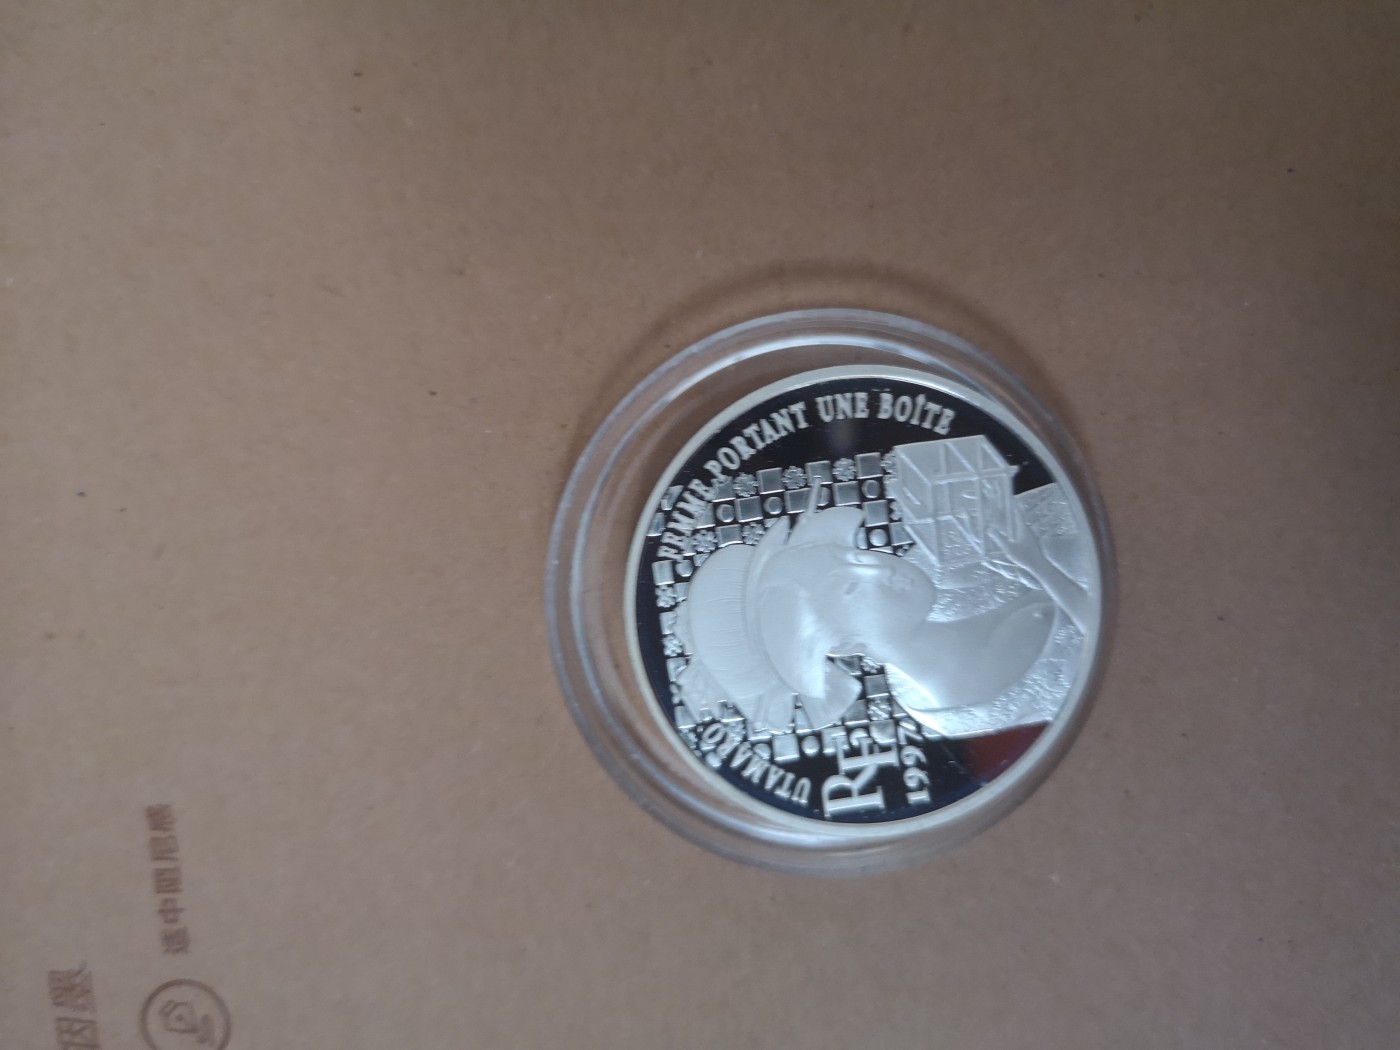 UTAMARO
FEMME PORTANT UNE BOÎTE
RF
1997